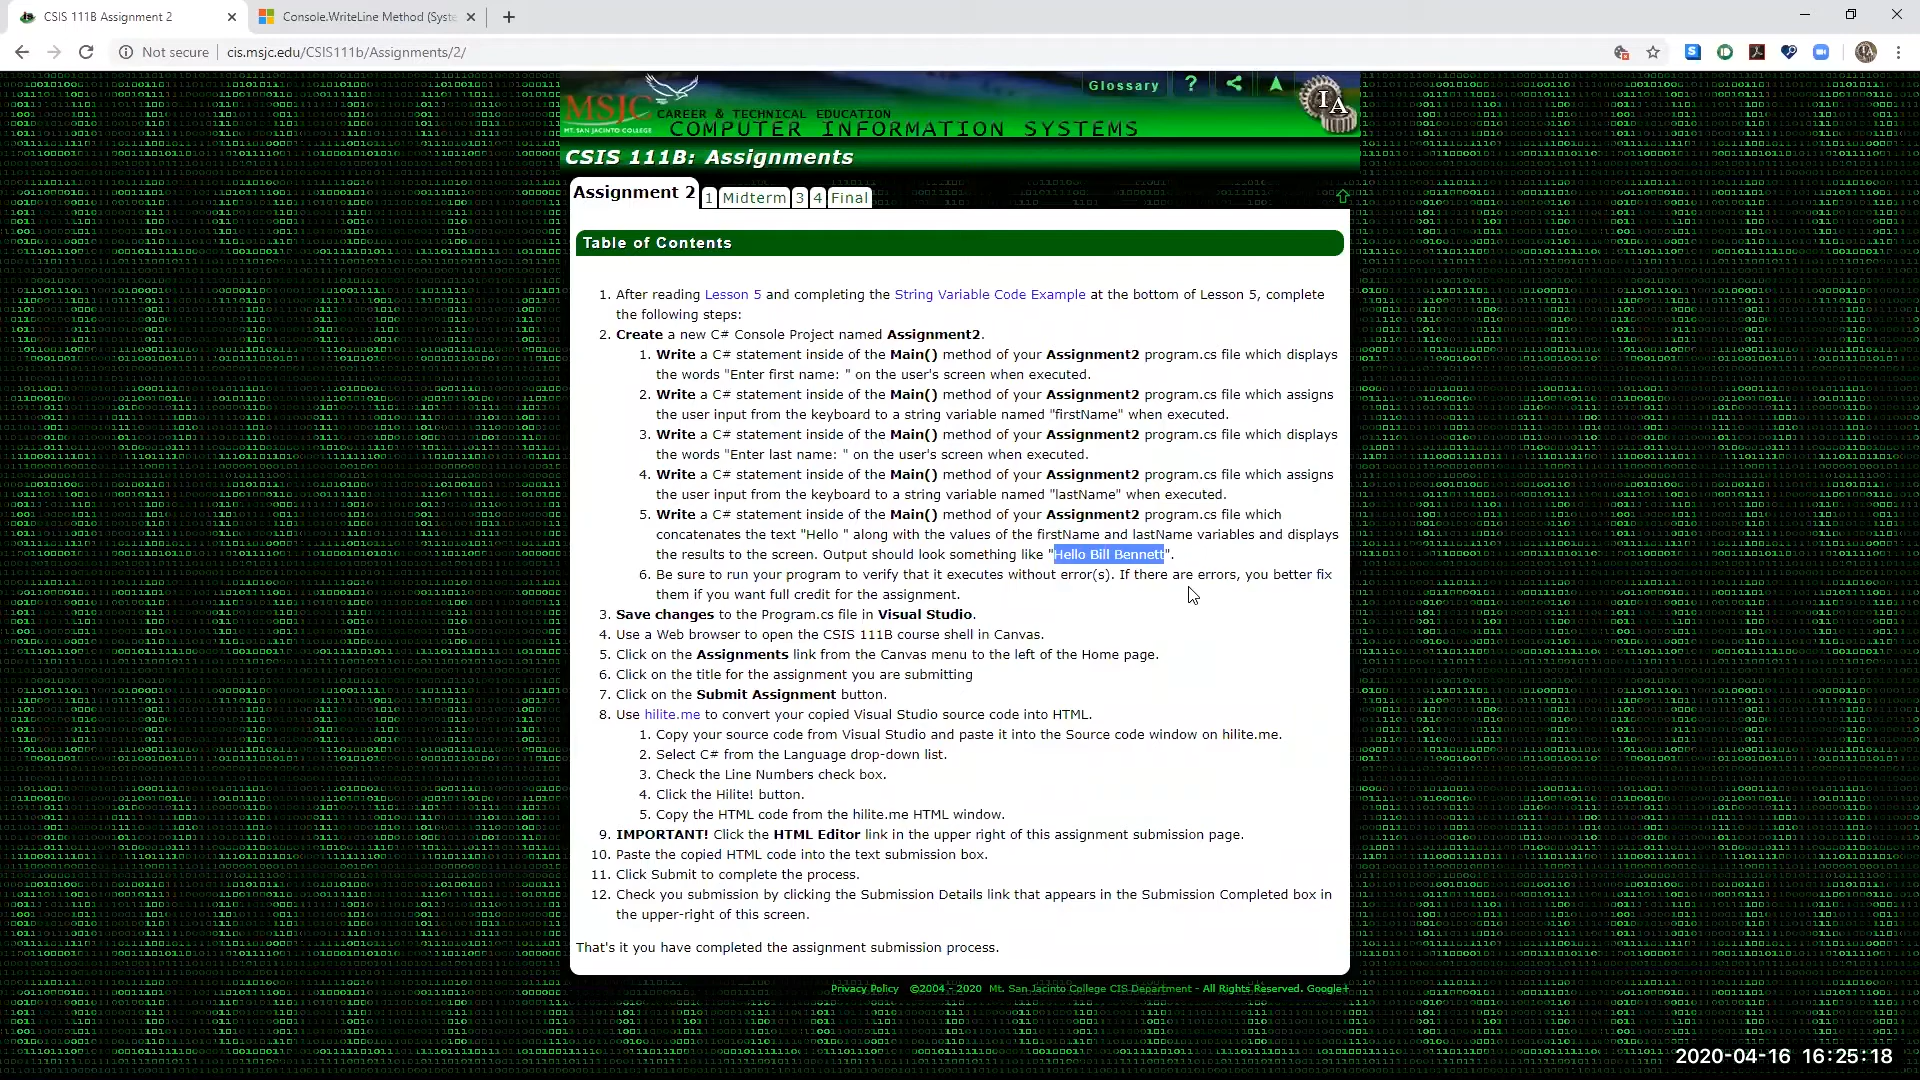 CSIS 111B Assignment 2
Console.WriteLine Method (Syste
Not secure
cis.msjc.edu/CSIS111b/Assignments/2/
Glossary ?
IA
MSJC
MT. SAN JACINTO COLLEGE
CAREER & TECHNICAL EDUCATION
COMPUTER INFORMATION SYSTEMS
CSIS 111B: Assignments
Assignment 2 1 Midterm 3 4 Final
Table of Contents
1. After reading Lesson 5 and completing the String Variable Code Example at the bottom of Lesson 5, complete
the following steps:
2. Create a new C# Console Project named Assignment2.
1. Write a C# statement inside of the Main() method of your Assignment2 program.cs file which displays
the words "Enter first name: " on the user's screen when executed.
2. Write a C# statement inside of the Main() method of your Assignment2 program.cs file which assigns
the user input from the keyboard to a string variable named "firstName" when executed.
3. Write a C# statement inside of the Main() method of your Assignment2 program.cs file which displays
the words "Enter last name: " on the user's screen when executed.
4. Write a C# statement inside of the Main() method of your Assignment2 program.cs file which assigns
the user input from the keyboard to a string variable named "lastName" when executed.
5. Write a C# statement inside of the Main() method of your Assignment2 program.cs file which
concatenates the text "Hello " along with the values of the firstName and lastName variables and displays
the results to the screen. Output should look something like "Hello Bill Bennett".
6. Be sure to run your program to verify that it executes without error(s). If there are errors, you better fix
them if you want full credit for the assignment.
3. Save changes to the Program.cs file in Visual Studio.
4. Use a Web browser to open the CSIS 111B course shell in Canvas.
5. Click on the Assignments link from the Canvas menu to the left of the Home page.
6. Click on the title for the assignment you are submitting
7. Click on the Submit Assignment button.
8. Use hilite.me to convert your copied Visual Studio source code into HTML.
1. Copy your source code from Visual Studio and paste it into the Source code window on hilite.me.
2. Select C# from the Language drop-down list.
3. Check the Line Numbers check box.
4. Click the Hilite! button.
5. Copy the HTML code from the hilite.me HTML window.
9. IMPORTANT! Click the HTML Editor link in the upper right of this assignment submission page.
10. Paste the copied HTML code into the text submission box.
11. Click Submit to complete the process.
12. Check you submission by clicking the Submission Details link that appears in the Submission Completed box in
the upper-right of this screen.
That's it you have completed the assignment submission process.
Privacy Policy ©2004 - 2020 Mt. San Jacinto College CIS Department - All Rights Reserved. Google+
2020-04-16 16:25:18